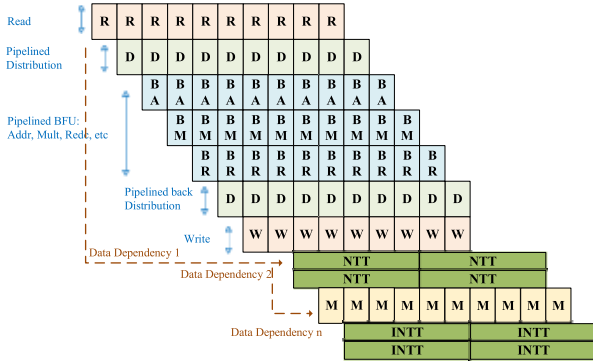 Read
R R R R R R R R R R
Pipelined
Distribution
D D D D D D D D D D
B B B B B B B B B B
A A A A A A A A A A
Pipelined BFU:
Addr, Mult, Redc, etc
B B B B B B B B B B
M M M M M M M M M M
B B B B B B B B B B
R R R R R R R R R R
Pipelined back
Distribution
D D D D D D D D D D
Write
W W W W W W W W W
Data Dependency 1
NTT NTT
Data Dependency 2
NTT NTT
M M M M M M M M M M
Data Dependency n
INTT INTT
INTT INTT